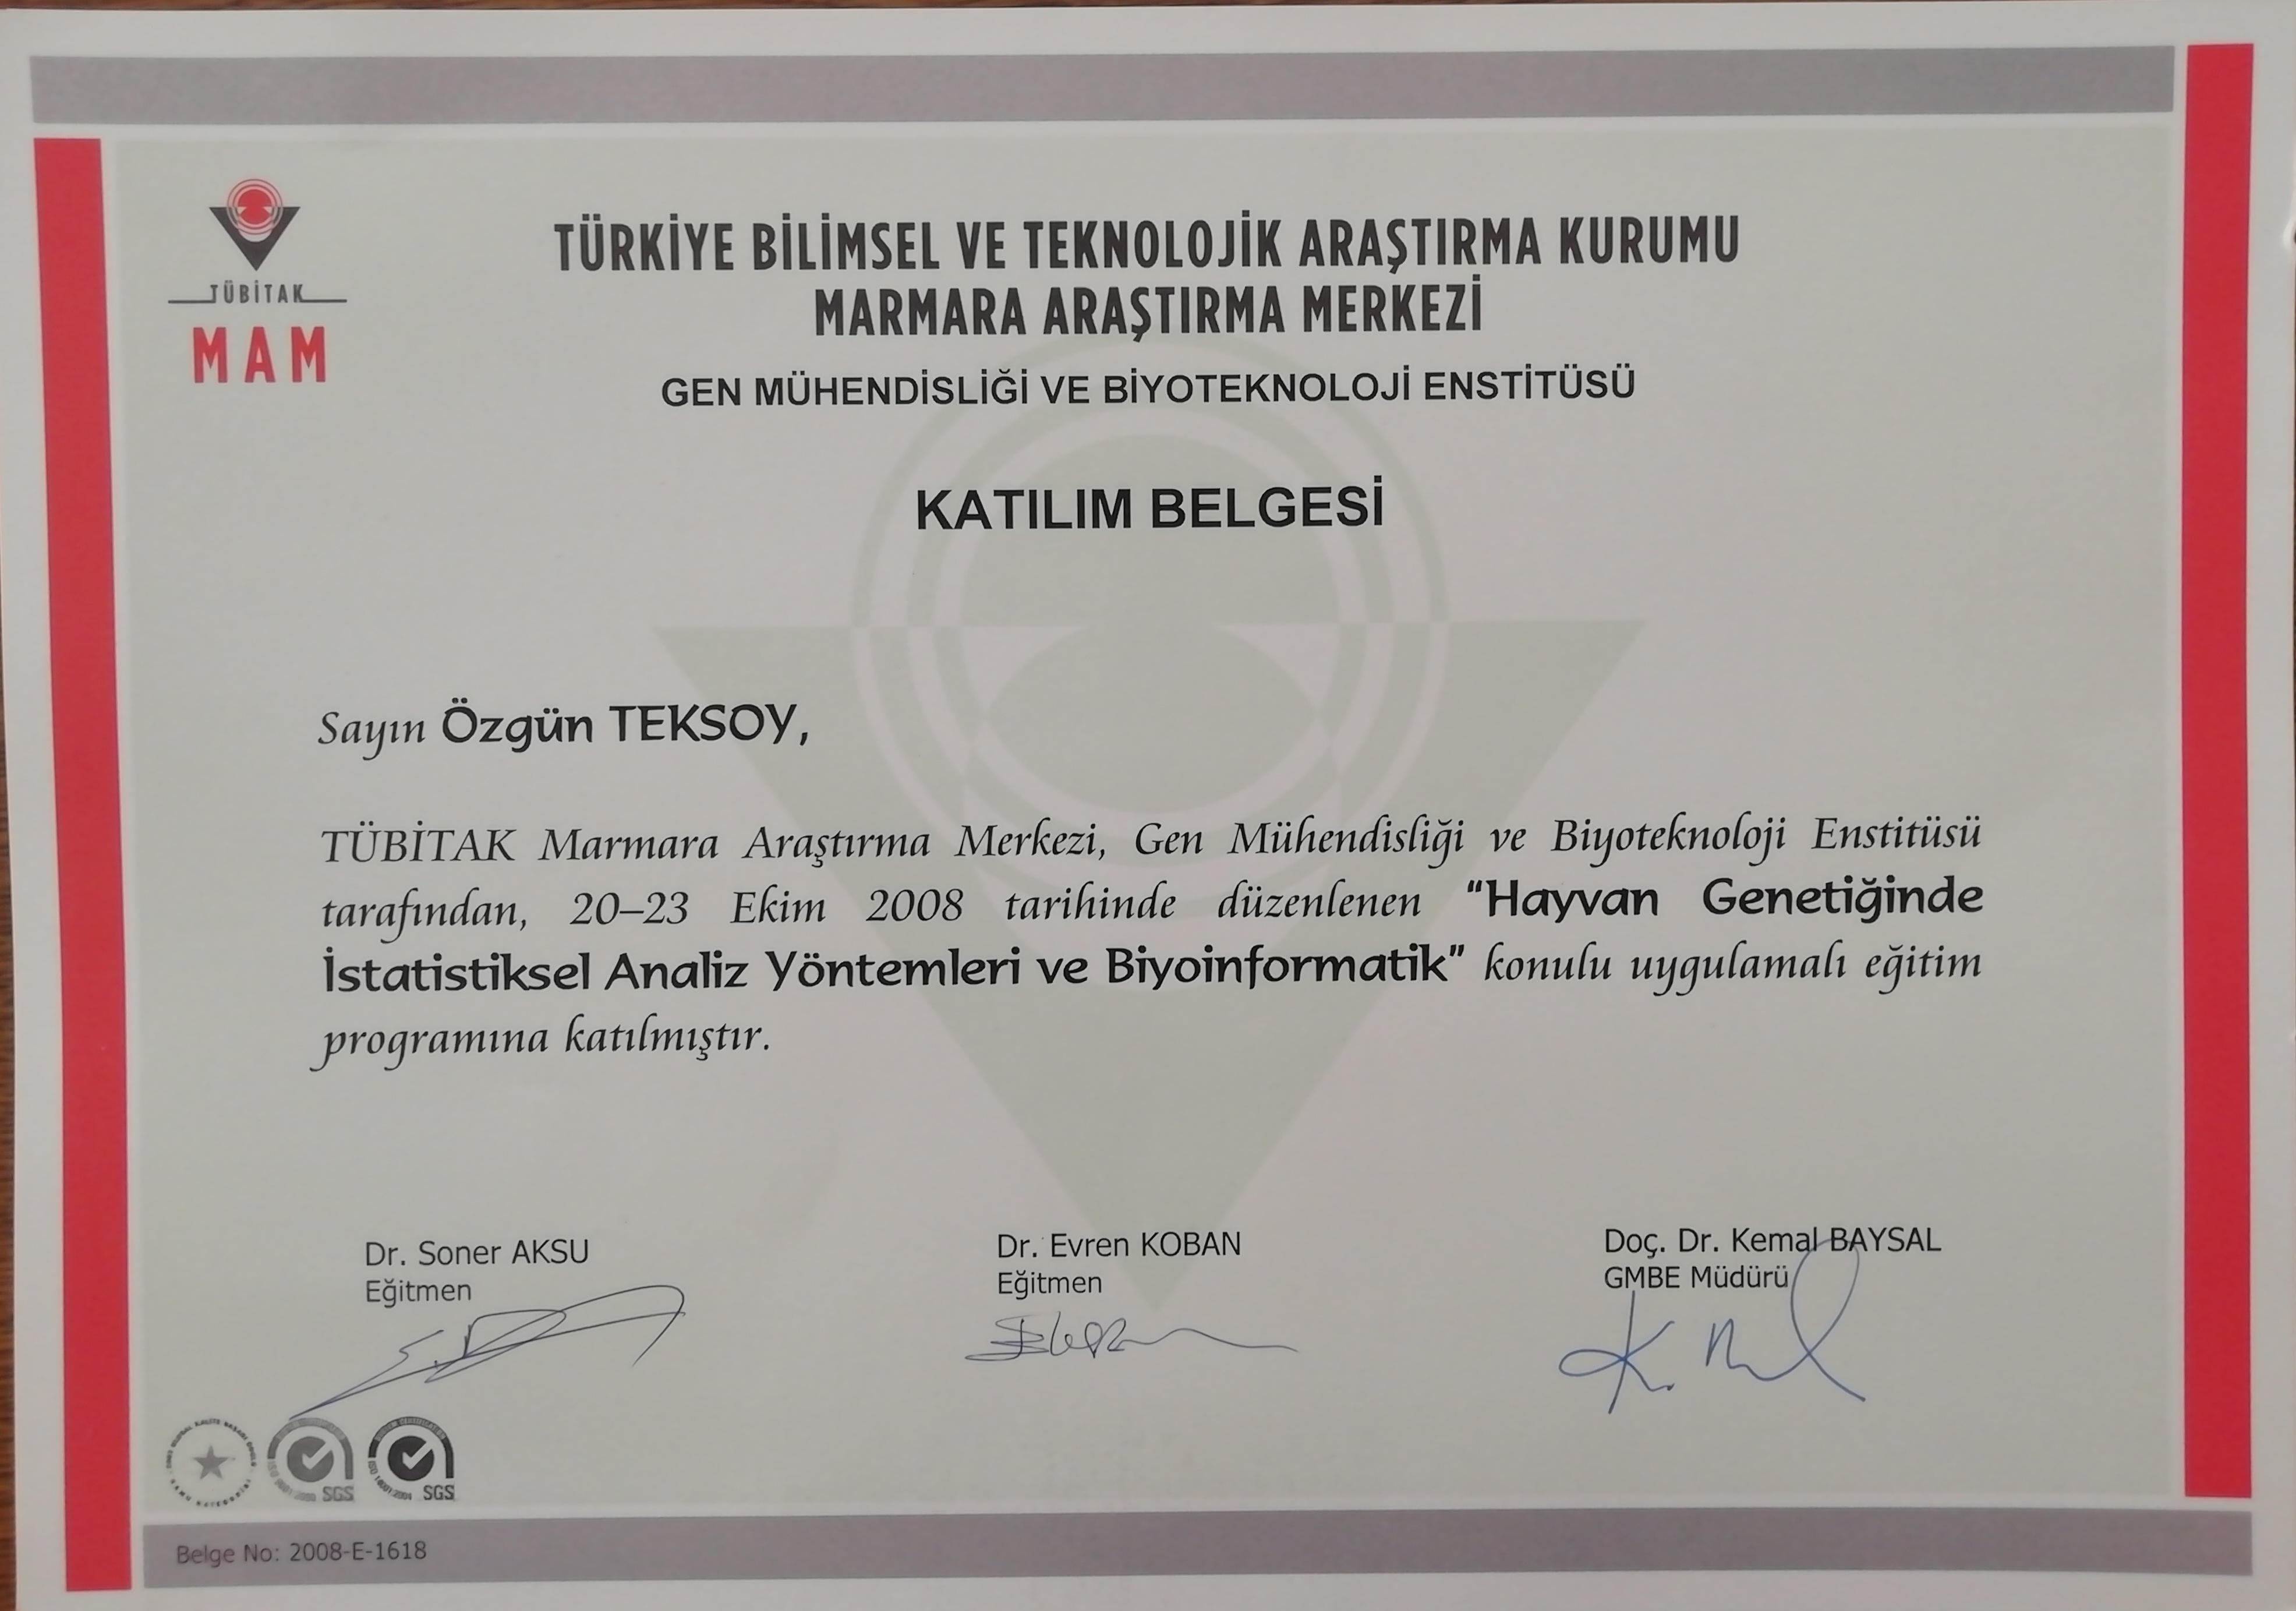 TÜBİTAK
MAM
TÜRKİYE BİLİMSEL VE TEKNOLOJİK ARAŞTIRMA KURUMU
MARMARA ARAŞTIRMA MERKEZİ
GEN MÜHENDİSLİĞİ VE BİYOTEKNOLOJİ ENSTİTÜSÜ
KATILIM BELGESİ
Sayın Özgün TEKSOY,
TÜBİTAK Marmara Araştırma Merkezi, Gen Mühendisliği ve Biyoteknoloji Enstitüsü
tarafından, 20–23 Ekim 2008 tarihinde düzenlenen “Hayvan Genetiğinde
İstatistiksel Analiz Yöntemleri ve Biyoinformatik” konulu uygulamalı eğitim
programına katılmıştır.
Dr. Soner AKSU
Eğitmen
Dr. Evren KOBAN
Eğitmen
Doç. Dr. Kemal BAYSAL
GMBE Müdürü
SGS
SGS
Belge No: 2008-E-1618